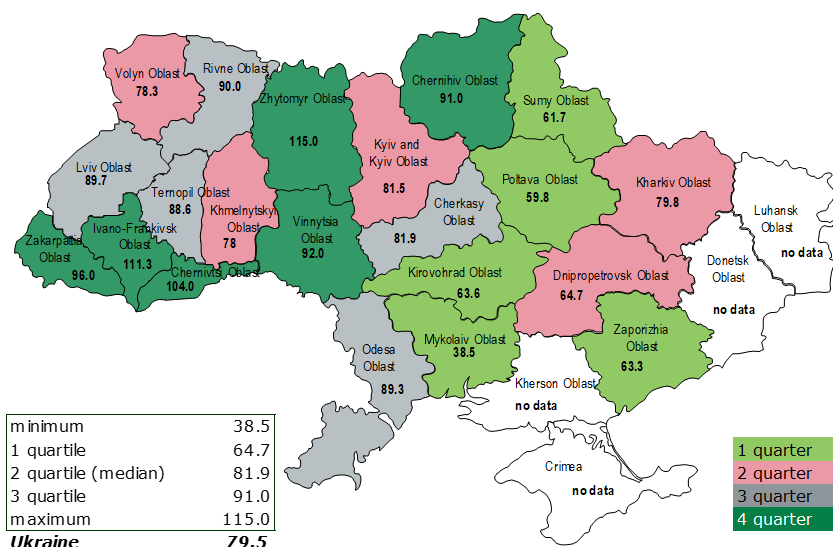 Volyn Oblast
78.3
Rivne Oblast
90.0
Zhytomyr Oblast
115.0
Chernihiv Oblast
91.0
Sumy Oblast
61.7
Kyiv and
Kyiv Oblast
81.5
Lviv Oblast
89.7
Ternopil Oblast
88.6
Khmelnytskyi
Oblast
78
Poltava Oblast
59.8
Kharkiv Oblast
79.8
Luhansk
Oblast
no data
Cherkasy
Oblast
81.9
Zakarpattia
Oblast
96.0
Ivano-Frankivsk
Oblast
111.3
Chernivtsi Oblast
104.0
Vinnytsia
Oblast
92.0
Kirovohrad Oblast
63.6
Dnipropetrovsk Oblast
64.7
Donetsk
Oblast
no data
Odesa
Oblast
89.3
Mykolaiv Oblast
38.5
Zaporizhia
Oblast
63.3
Kherson Oblast
no data
Crimea
no data
minimum 38.5
1 quartile 64.7
2 quartile (median) 81.9
3 quartile 91.0
maximum 115.0
Ukraine 79.5
1 quarter
2 quarter
3 quarter
4 quarter